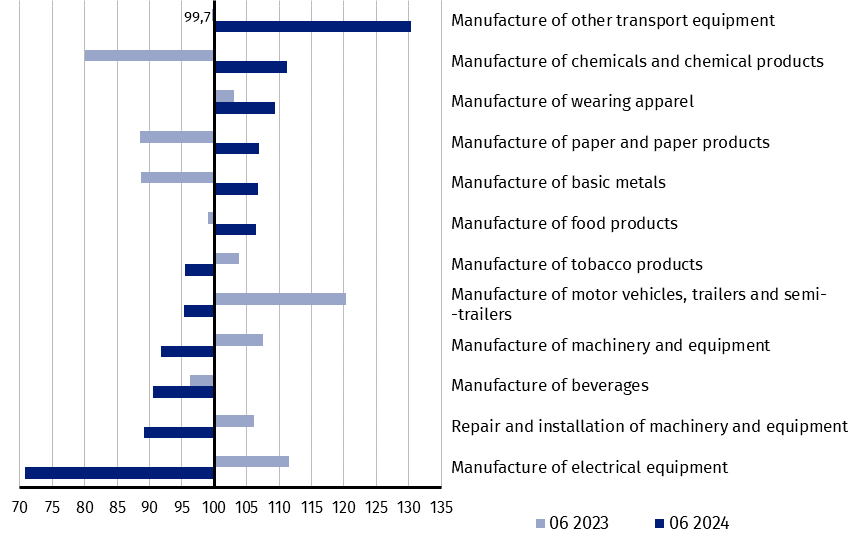 99,7
Manufacture of other transport equipment
Manufacture of chemicals and chemical products
Manufacture of wearing apparel
Manufacture of paper and paper products
Manufacture of basic metals
Manufacture of food products
Manufacture of tobacco products
Manufacture of motor vehicles, trailers and semi-
-trailers
Manufacture of machinery and equipment
Manufacture of beverages
Repair and installation of machinery and equipment
Manufacture of electrical equipment
70 75 80 85 90 95 100 105 110 115 120 125 130 135
06 2023 06 2024